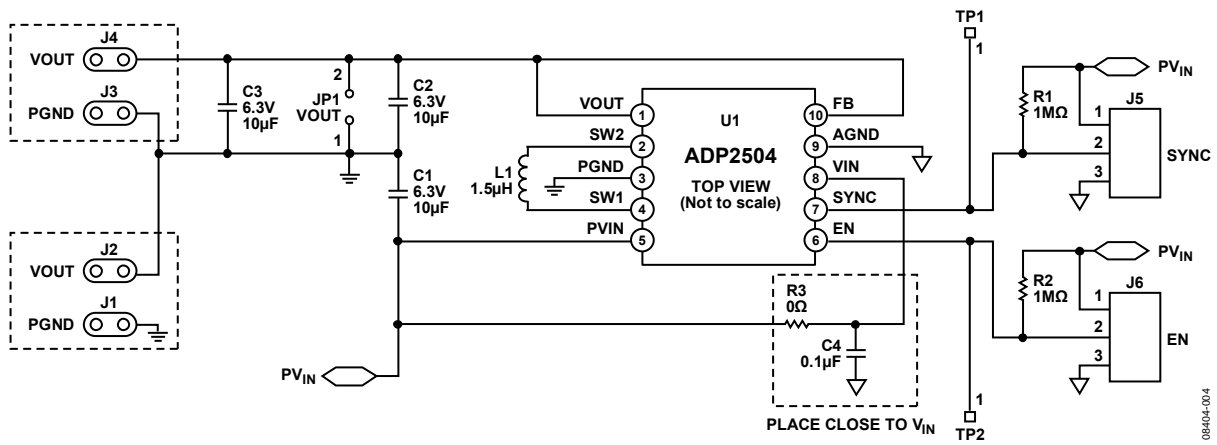 J4
VOUT
J3
PGND
J2
VOUT
J1
PGND
C3
6.3V
10µF
2
JP1
VOUT
1
C2
6.3V
10µF
C1
6.3V
10µF
L1
1.5µH
PV_IN
VOUT 1
SW2 2
PGND 3
SW1 4
PVIN 5
U1
ADP2504
TOP VIEW
(Not to scale)
10 FB
9 AGND
8 VIN
7 SYNC
6 EN
R3
0Ω
C4
0.1µF
PLACE CLOSE TO V_IN
TP1
1
1
TP2
R1
1MΩ
PV_IN
J5
1
2
3
SYNC
R2
1MΩ
PV_IN
J6
1
2
3
EN
08404-004